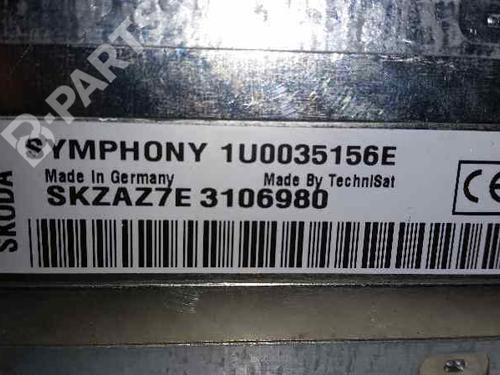 B-PARTS
SKODA
SYMPHONY 1U0035156E
Made In Germany Made By TechniSat
SKZAZ7E 3106980
CE